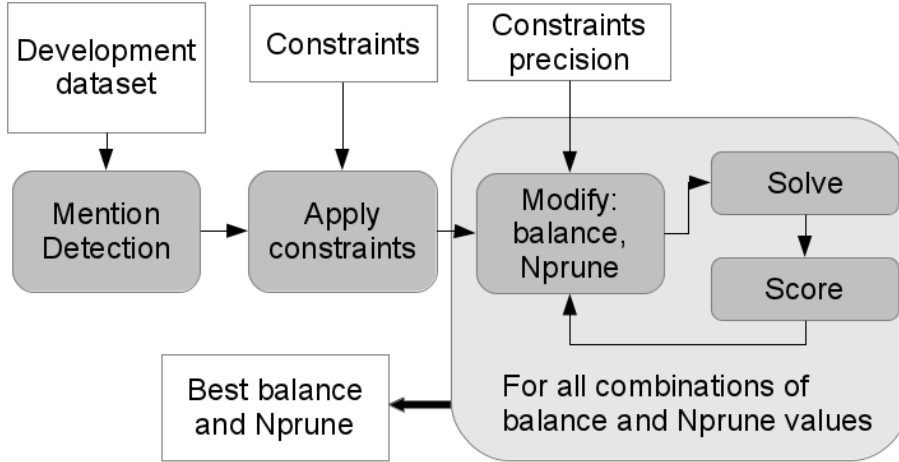 Development
dataset
Constraints
Constraints
precision
Mention
Detection
Apply
constraints
Modify:
balance,
Nprune
Solve
Score
Best balance
and Nprune
For all combinations of
balance and Nprune values